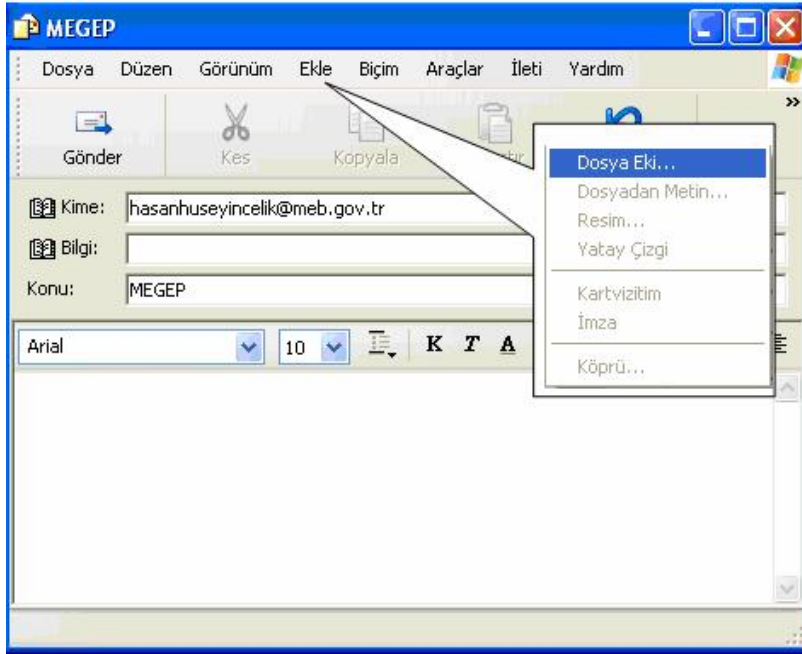 MEGEP
Dosya Düzen Görünüm Ekle Biçim Araçlar İleti Yardım
Gönder Kes Kopyala
Kime: hasanhuseyincelik@meb.gov.tr
Bilgi:
Konu: MEGEP
Arial 10 K T A
Dosya Eki...
Dosyadan Metin...
Resim...
Yatay Çizgi
Kartvizitim
İmza
Köprü...